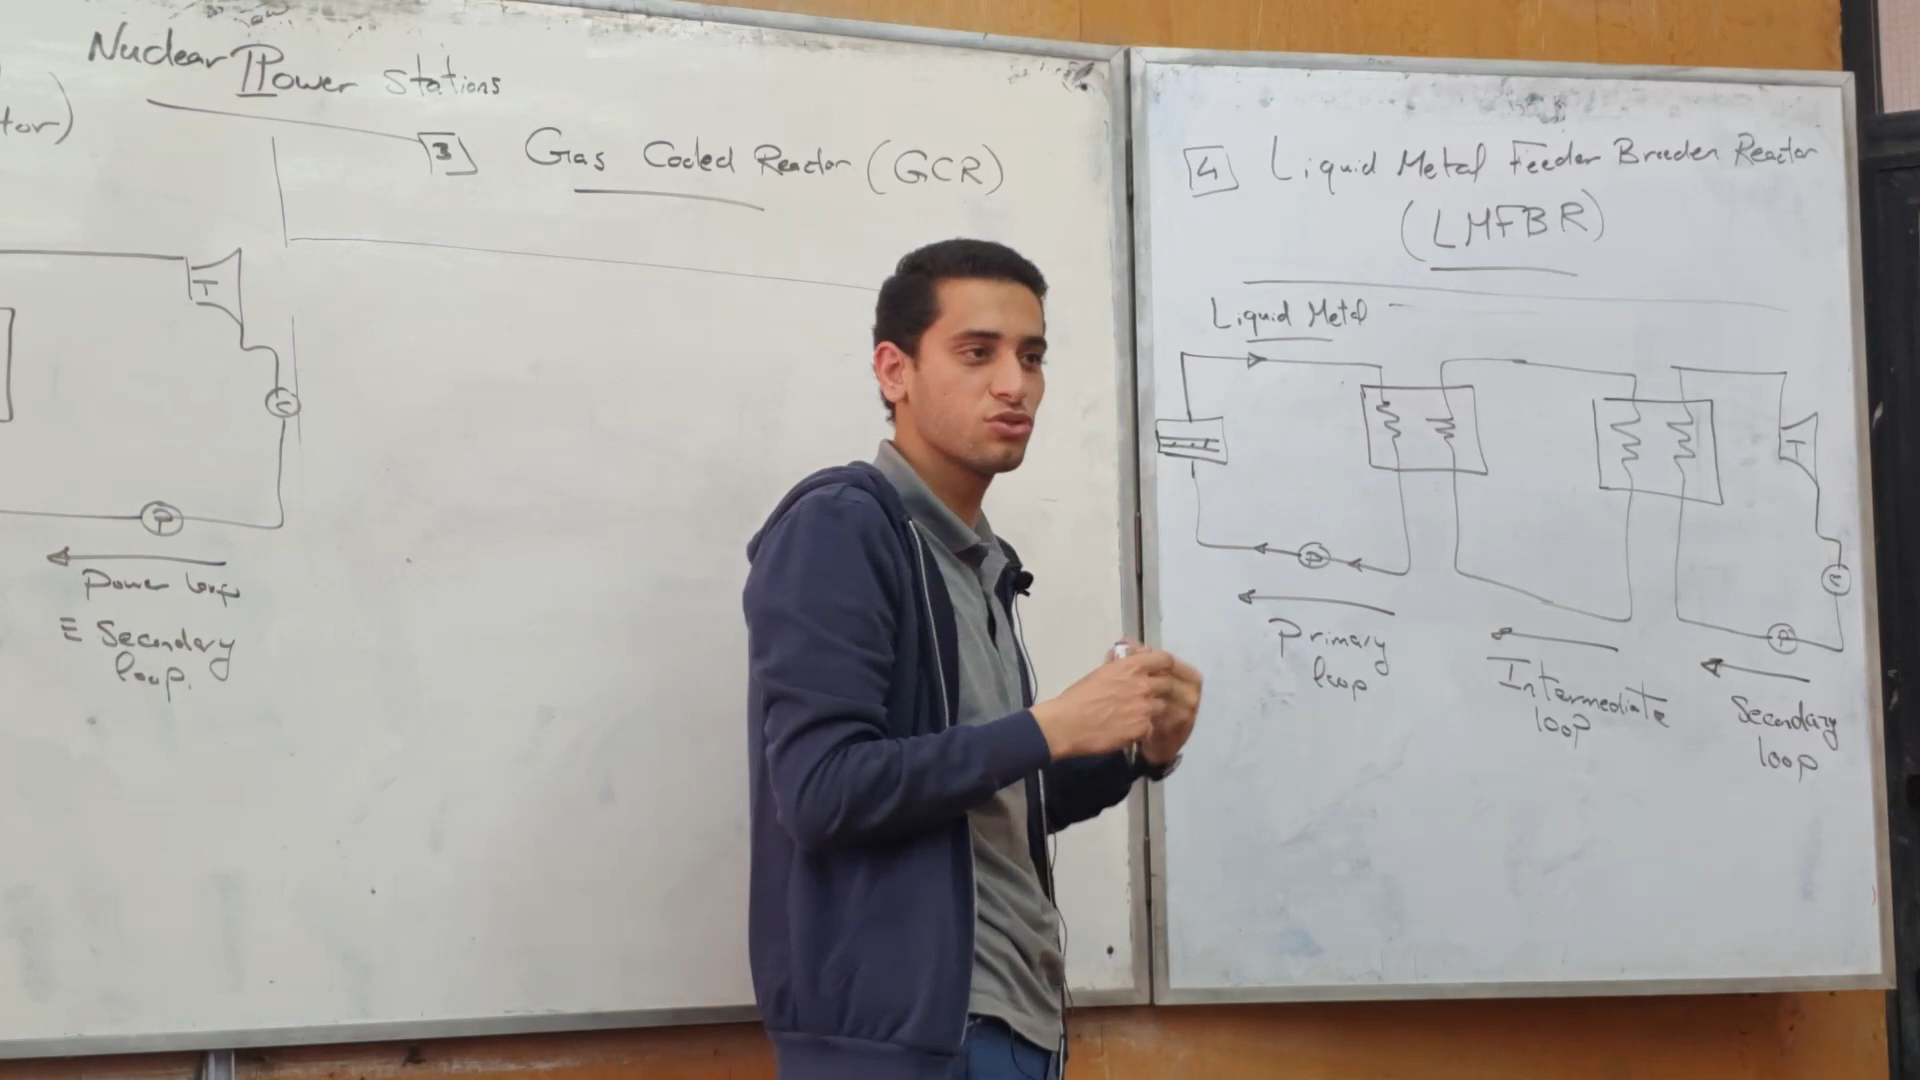 Nuclear Power Stations
tor)
3 Gas Cooled Reactor (GCR)
T
C
P
Power loop
≡ Secondary
loop.
4 Liquid Metal Feeder Breeder Reactor
(LMFBR)
Liquid Metal
T
P
C
P
Primary
loop
Intermediate
loop
Secondary
loop